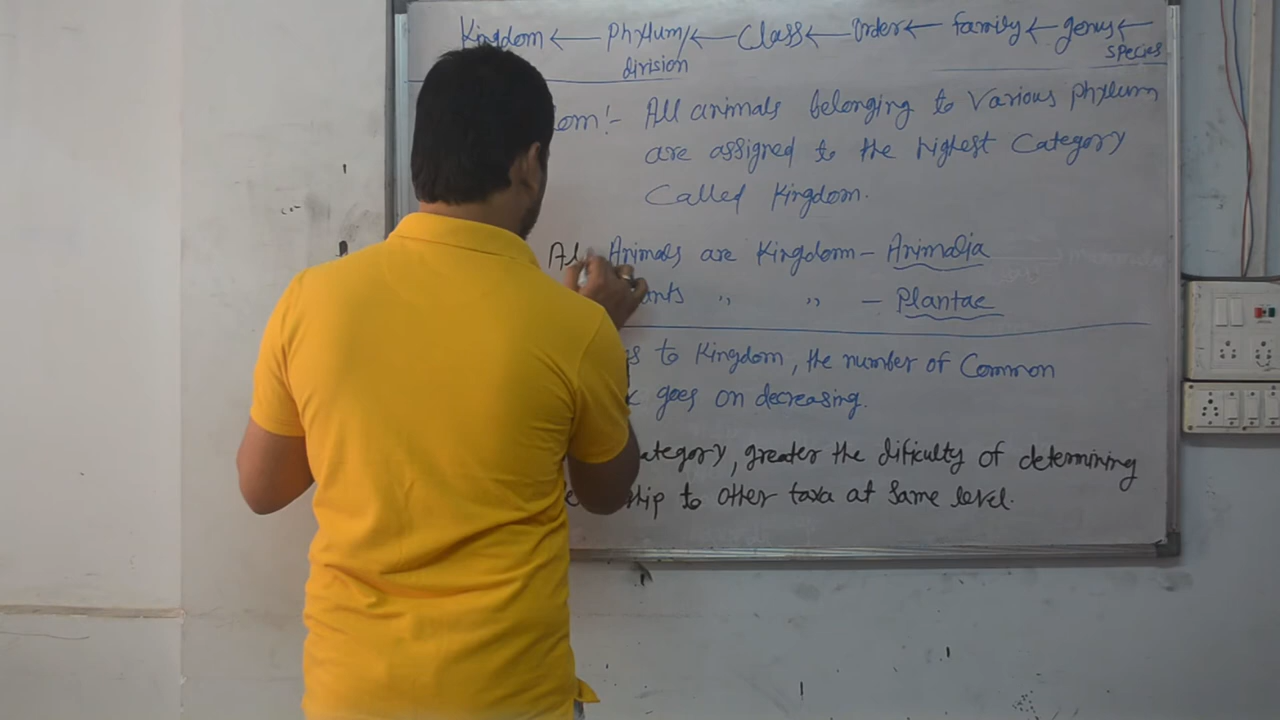 Kingdom ← Phylum/ ← Class ← Order ← family ← genus ←
division species
om:- All animals belonging to various phylum
are assigned to the highest Category
Called Kingdom.
Al Animals are Kingdom - Animalia
ants ,, ,, - Plantae
s to Kingdom, the number of Common
goes on decreasing.
ategory, greater the dificulty of determining
ship to other taxa at same level.